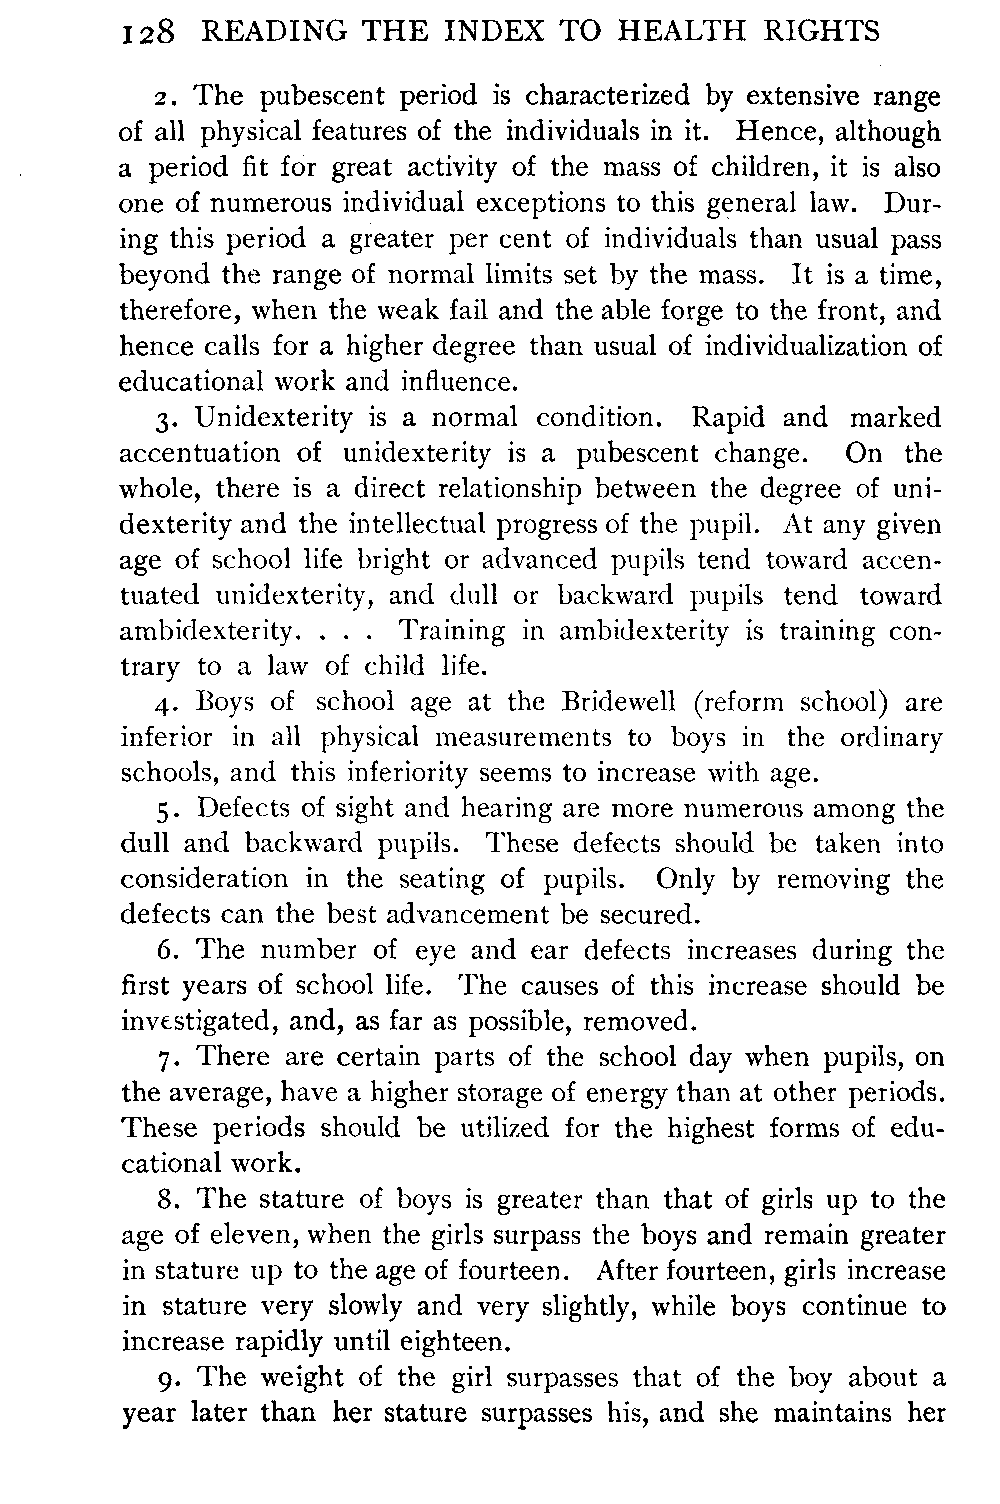 128 READING THE INDEX TO HEALTH RIGHTS
2. The pubescent period is characterized by extensive range
of all physical features of the individuals in it. Hence, although
a period fit for great activity of the mass of children, it is also
one of numerous individual exceptions to this general law. Dur-
ing this period a greater per cent of individuals than usual pass
beyond the range of normal limits set by the mass. It is a time,
therefore, when the weak fail and the able forge to the front, and
hence calls for a higher degree than usual of individualization of
educational work and influence.
3. Unidexterity is a normal condition. Rapid and marked
accentuation of unidexterity is a pubescent change. On the
whole, there is a direct relationship between the degree of uni-
dexterity and the intellectual progress of the pupil. At any given
age of school life bright or advanced pupils tend toward accen-
tuated unidexterity, and dull or backward pupils tend toward
ambidexterity. . . . Training in ambidexterity is training con-
trary to a law of child life.
4. Boys of school age at the Bridewell (reform school) are
inferior in all physical measurements to boys in the ordinary
schools, and this inferiority seems to increase with age.
5. Defects of sight and hearing are more numerous among the
dull and backward pupils. These defects should be taken into
consideration in the seating of pupils. Only by removing the
defects can the best advancement be secured.
6. The number of eye and ear defects increases during the
first years of school life. The causes of this increase should be
investigated, and, as far as possible, removed.
7. There are certain parts of the school day when pupils, on
the average, have a higher storage of energy than at other periods.
These periods should be utilized for the highest forms of edu-
cational work.
8. The stature of boys is greater than that of girls up to the
age of eleven, when the girls surpass the boys and remain greater
in stature up to the age of fourteen. After fourteen, girls increase
in stature very slowly and very slightly, while boys continue to
increase rapidly until eighteen.
9. The weight of the girl surpasses that of the boy about a
year later than her stature surpasses his, and she maintains her